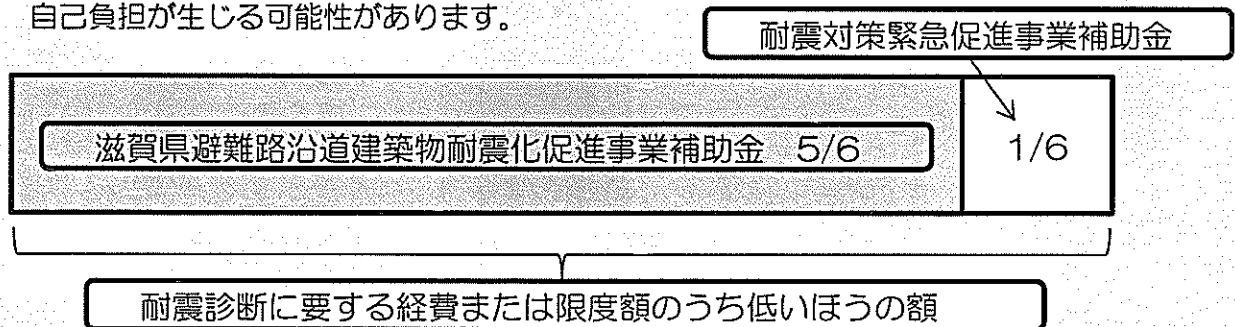 自己負担が生じる可能性があります。
耐震対策緊急促進事業補助金
滋賀県避難路沿道建築物耐震化促進事業補助金 5/6
1/6
耐震診断に要する経費または限度額のうち低いほうの額